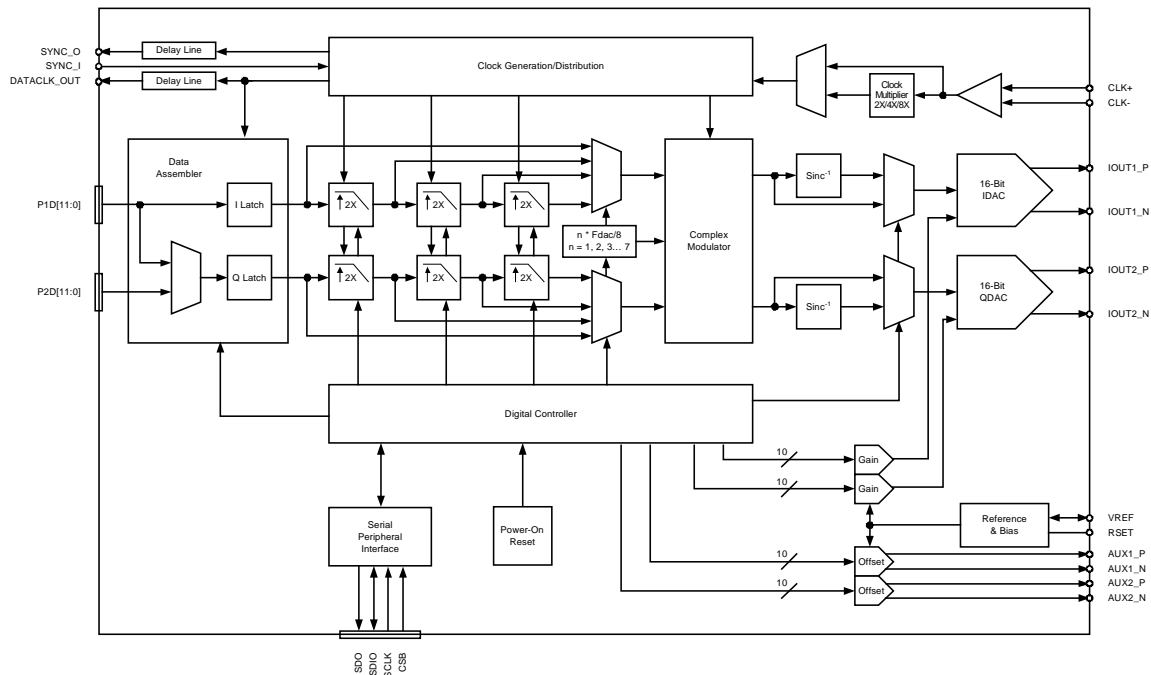 SYNC_O
Delay Line
SYNC_I
DATACLK_OUT
Delay Line
Clock Generation/Distribution
Clock
Multiplier
2X/4X/8X
CLK+
CLK-
Data
Assembler
P1D[11:0]
I Latch
2X
2X
2X
P2D[11:0]
Q Latch
2X
2X
2X
n * Fdac/8
n = 1, 2, 3... 7
Complex
Modulator
Sinc-1
Sinc-1
16-Bit
IDAC
IOUT1_P
IOUT1_N
16-Bit
QDAC
IOUT2_P
IOUT2_N
Digital Controller
10
Gain
10
Gain
Serial
Peripheral
Interface
Power-On
Reset
Reference
& Bias
VREF
RSET
10
Offset
AUX1_P
AUX1_N
10
Offset
AUX2_P
AUX2_N
SDO
SDIO
SCLK
CSB